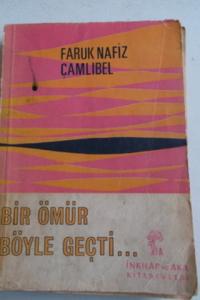 FARUK NAFİZ
ÇAMLIBEL
BİR ÖMÜR
BÖYLE GEÇTİ...
İNKILÂP ve AKA
KİTABEVLERİ